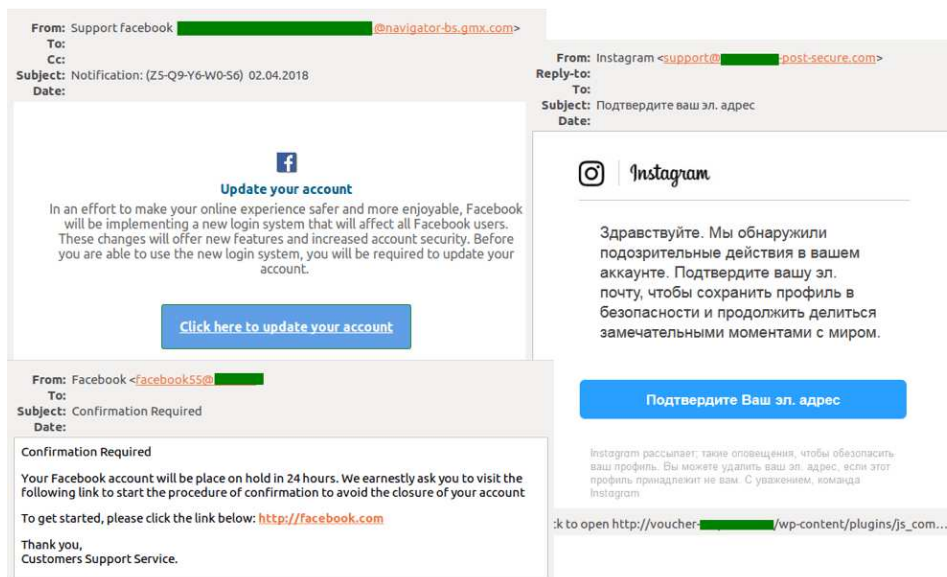 From: Support facebook @navigator-bs.gmx.com>
To:
Cc:
Subject: Notification: (Z5-Q9-Y6-W0-S6) 02.04.2018
Date:
Update your account
In an effort to make your online experience safer and more enjoyable, Facebook
will be implementing a new login system that will affect all Facebook users.
These changes will offer new features and increased account security. Before
you are able to use the new login system, you will be required to update your
account.
Click here to update your account
From: Facebook <facebook55@
To:
Subject: Confirmation Required
Date:
Confirmation Required
Your Facebook account will be place on hold in 24 hours. We earnestly ask you to visit the
following link to start the procedure of confirmation to avoid the closure of your account
To get started, please click the link below: http://facebook.com
Thank you,
Customers Support Service.
From: Instagram <support@ -post-secure.com>
Reply-to:
To:
Subject: Подтвердите ваш эл. адрес
Date:
Instagram
Здравствуйте. Мы обнаружили
подозрительные действия в вашем
аккаунте. Подтвердите вашу эл.
почту, чтобы сохранить профиль в
безопасности и продолжить делиться
замечательными моментами с миром.
Подтвердите Ваш эл. адрес
Instagram рассылает, такие оповещения, чтобы обезопасить
ваш профиль. Вы можете удалить ваш эл. адрес, если этот
профиль принадлежит не вам. С уважением, команда
Instagram
:k to open http://voucher- /wp-content/plugins/js_com...